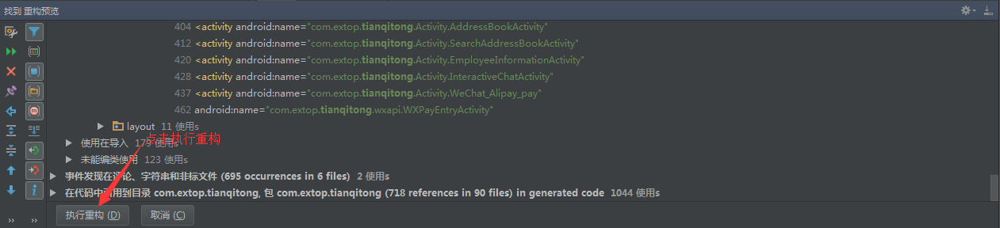 找到 重构预览
404 <activity android:name="com.extop.tianqitong.Activity.AddressBookActivity"
412 <activity android:name="com.extop.tianqitong.Activity.SearchAddressBookActivity"
420 <activity android:name="com.extop.tianqitong.Activity.EmployeeInformationActivity"
428 <activity android:name="com.extop.tianqitong.Activity.InteractiveChatActivity"
437 <activity android:name="com.extop.tianqitong.Activity.WeChat_Alipay_pay"
462 android:name="com.extop.tianqitong.wxapi.WXPayEntryActivity"
layout 11 使用s
点击执行重构
使用在导入 179 使用s
未能编类使用 123 使用s
事件发现在评论、字符串和非标文件 (695 occurrences in 6 files) 2 使用s
在代码中引用到目录 com.extop.tianqitong, 包 com.extop.tianqitong (718 references in 90 files) in generated code 1044 使用s
执行重构 (D) 取消 (C)